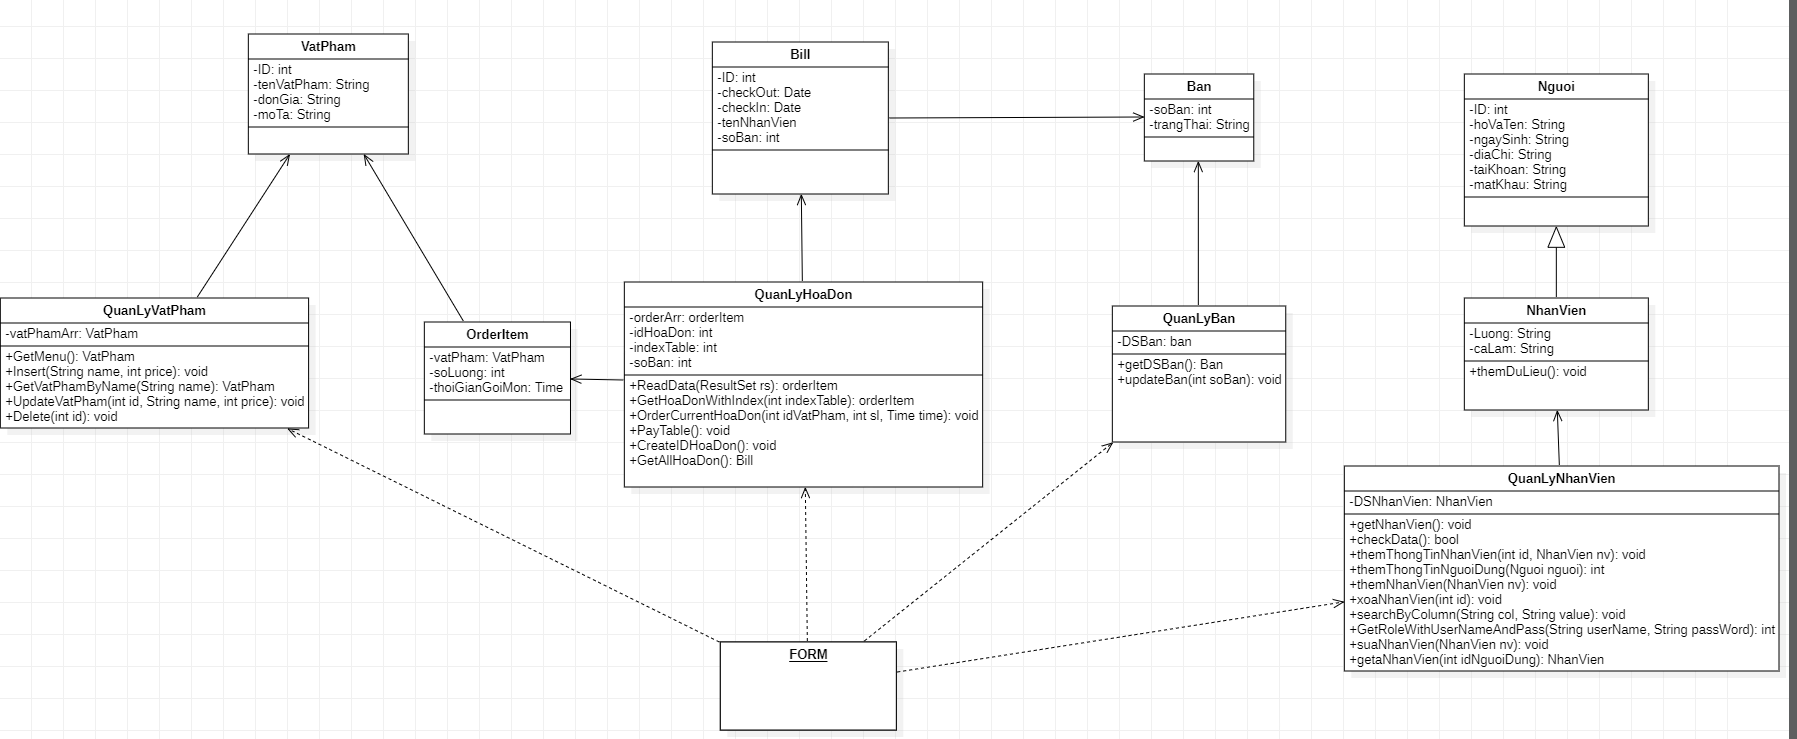 VatPham
-ID: int
-tenVatPham: String
-donGia: String
-moTa: String
Bill
-ID: int
-checkOut: Date
-checkIn: Date
-tenNhanVien
-soBan: int
Ban
-soBan: int
-trangThai: String
Nguoi
-ID: int
-hoVaTen: String
-ngaySinh: String
-diaChi: String
-taiKhoan: String
-matKhau: String
QuanLyVatPham
-vatPhamArr: VatPham
+GetMenu(): VatPham
+Insert(String name, int price): void
+GetVatPhamByName(String name): VatPham
+UpdateVatPham(int id, String name, int price): void
+Delete(int id): void
OrderItem
-vatPham: VatPham
-soLuong: int
-thoiGianGoiMon: Time
QuanLyHoaDon
-orderArr: orderItem
-idHoaDon: int
-indexTable: int
-soBan: int
+ReadData(ResultSet rs): orderItem
+GetHoaDonWithIndex(int indexTable): orderItem
+OrderCurrentHoaDon(int idVatPham, int sl, Time time): void
+PayTable(): void
+CreateIDHoaDon(): void
+GetAllHoaDon(): Bill
QuanLyBan
-DSBan: ban
+getDSBan(): Ban
+updateBan(int soBan): void
NhanVien
-Luong: String
-caLam: String
+themDuLieu(): void
QuanLyNhanVien
-DSNhanVien: NhanVien
+getNhanVien(): void
+checkData(): bool
+themThongTinNhanVien(int id, NhanVien nv): void
+themThongTinNguoiDung(Nguoi nguoi): int
+themNhanVien(NhanVien nv): void
+xoaNhanVien(int id): void
+searchByColumn(String col, String value): void
+GetRoleWithUserNameAndPass(String userName, String passWord): int
+suaNhanVien(NhanVien nv): void
+getaNhanVien(int idNguoiDung): NhanVien
FORM